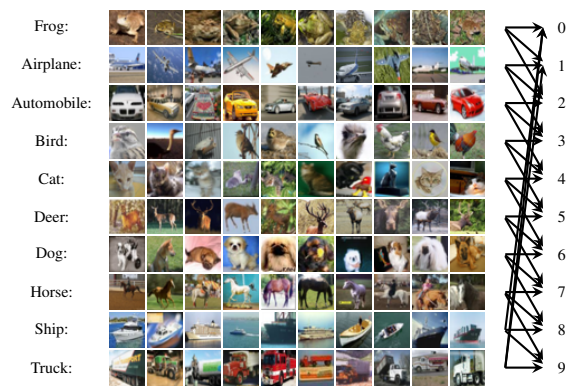 Frog: 0
Airplane: 1
Automobile: 2
Bird: 3
Cat: 4
Deer: 5
Dog: 6
Horse: 7
Ship: 8
Truck: 9